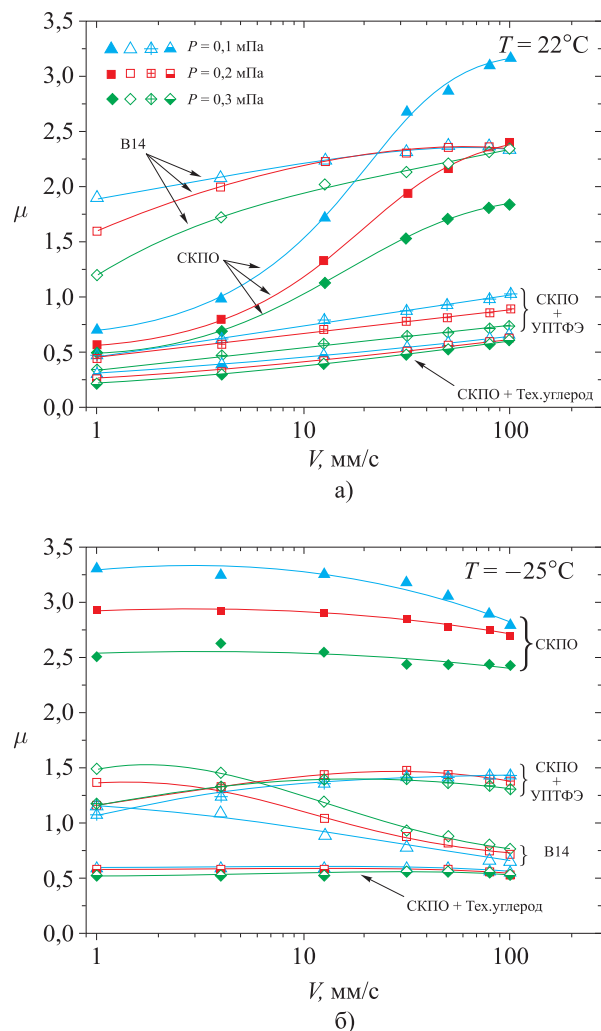 3,5
T = 22°C
P = 0,1 мПа
3,0
P = 0,2 мПа
P = 0,3 мПа
2,5
В14
2,0
μ
1,5
СКПО
1,0
СКПО
+
УПТФЭ
0,5
СКПО + Тех.углерод
0,0
1 10 100
V, мм/с
а)
3,5
T = −25°C
3,0
СКПО
2,5
2,0
μ
1,5
СКПО
+
УПТФЭ
1,0
В14
0,5
СКПО + Тех.углерод
0,0
1 10 100
V, мм/с
б)